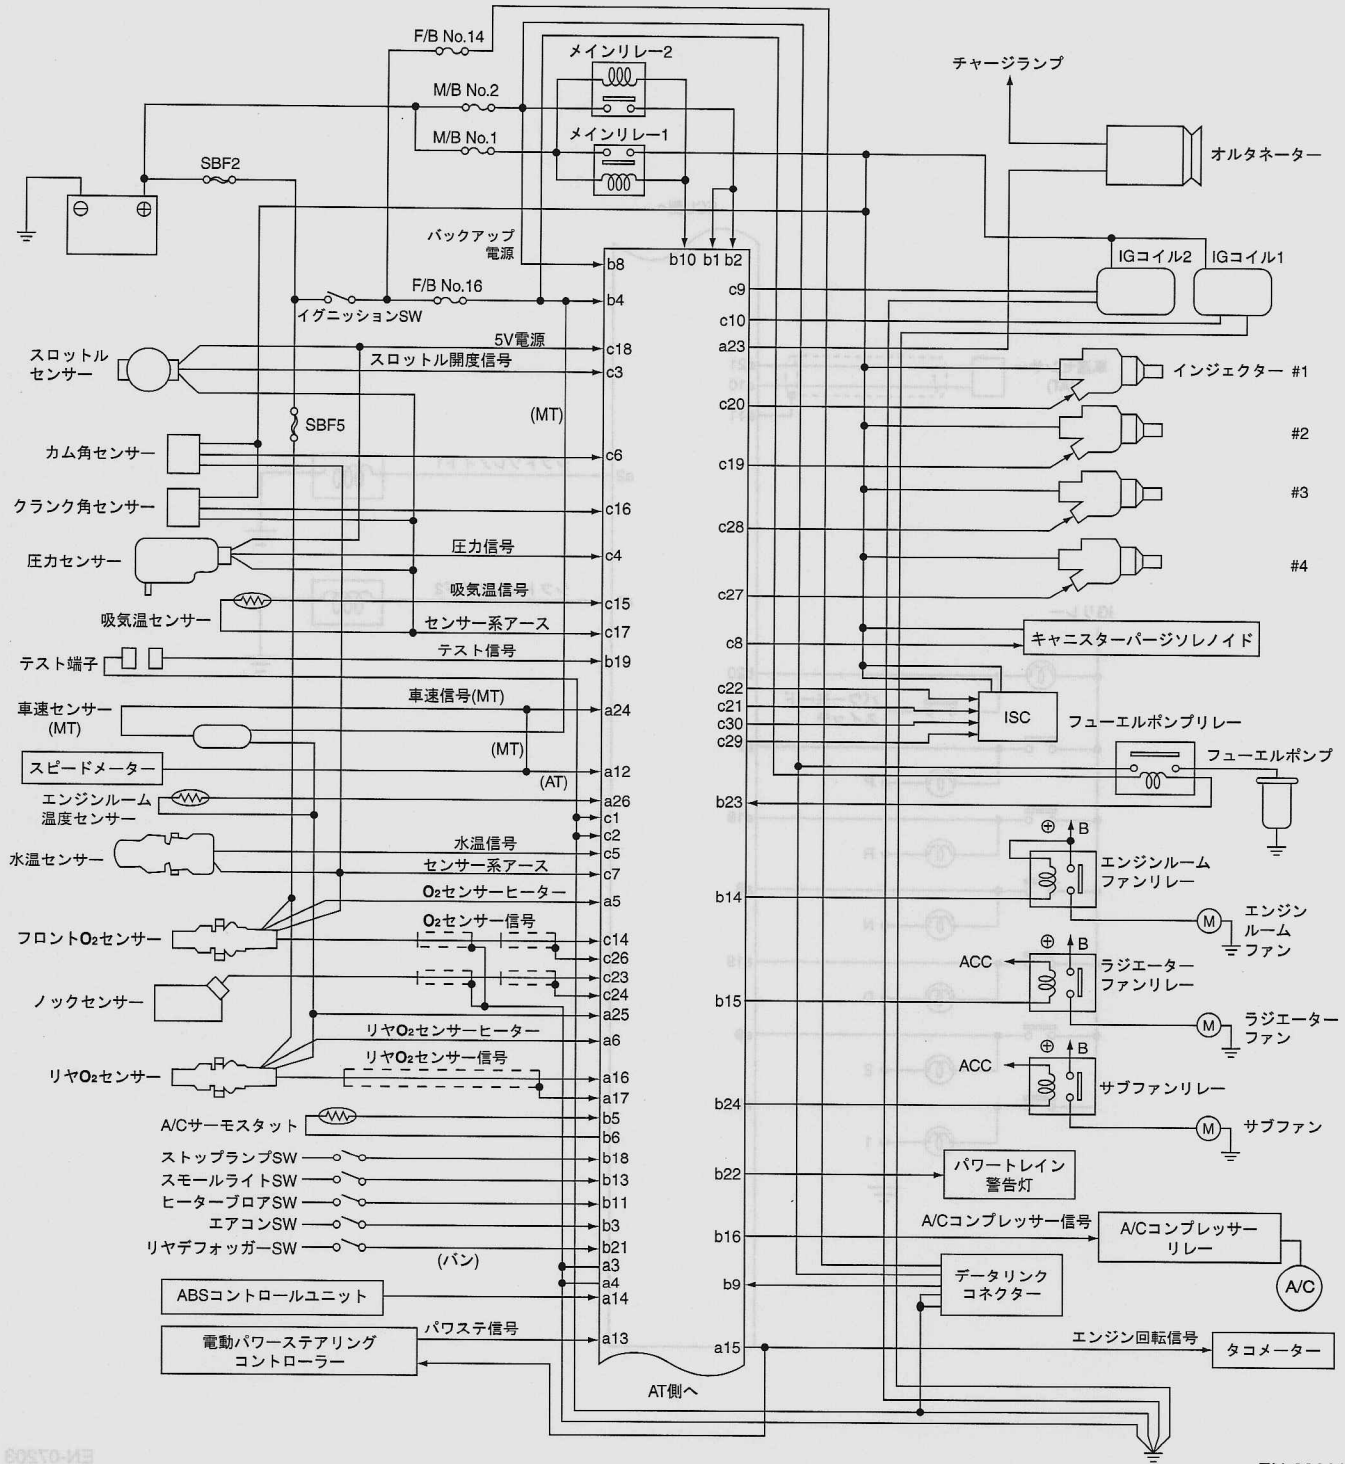 F/B No.14
メインリレー2
M/B No.2
メインリレー1
M/B No.1
SBF2
⊖ ⊕
バックアップ
電源
b8
b10 b1 b2
チャージランプ
オルタネーター
IGコイル2
IGコイル1
F/B No.16
b4
イグニッションSW
スロットル
センサー
5V電源
c18
スロットル開度信号
c3
SBF5
(MT)
カム角センサー
c6
クランク角センサー
c16
圧力センサー
圧力信号
c4
吸気温センサー
吸気温信号
c15
センサー系アース
c17
テスト端子
テスト信号
b19
車速センサー
(MT)
車速信号(MT)
a24
(MT)
スピードメーター
(AT)
a12
エンジンルーム
温度センサー
a26
c1
c2
水温センサー
水温信号
c5
センサー系アース
c7
O₂センサーヒーター
a5
フロントO₂センサー
O₂センサー信号
c14
c26
ノックセンサー
c23
c24
a25
リヤO₂センサーヒーター
a6
リヤO₂センサー
リヤO₂センサー信号
a16
a17
A/Cサーモスタット
b5
b6
ストップランプSW
b18
スモールライトSW
b13
ヒーターブロアSW
b11
エアコンSW
b3
リヤデフォッガーSW
(バン)
b21
a3
a4
ABSコントロールユニット
a14
電動パワーステアリング
コントローラー
パワステ信号
a13
AT側へ
c9
c10
a23
インジェクター #1
c20
#2
c19
#3
c28
#4
c27
c8
キャニスターパージソレノイド
c22
c21
c30
c29
ISC
フューエルポンプリレー
フューエルポンプ
b23
⊕ B
エンジンルーム
ファンリレー
b14
M
エンジン
ルーム
ファン
⊕ B
ACC
ラジエーター
ファンリレー
b15
M
ラジエーター
ファン
⊕ B
ACC
サブファンリレー
b24
M
サブファン
b22
パワートレイン
警告灯
b16
A/Cコンプレッサー信号
A/Cコンプレッサー
リレー
A/C
b9
データリンク
コネクター
a15
エンジン回転信号
タコメーター